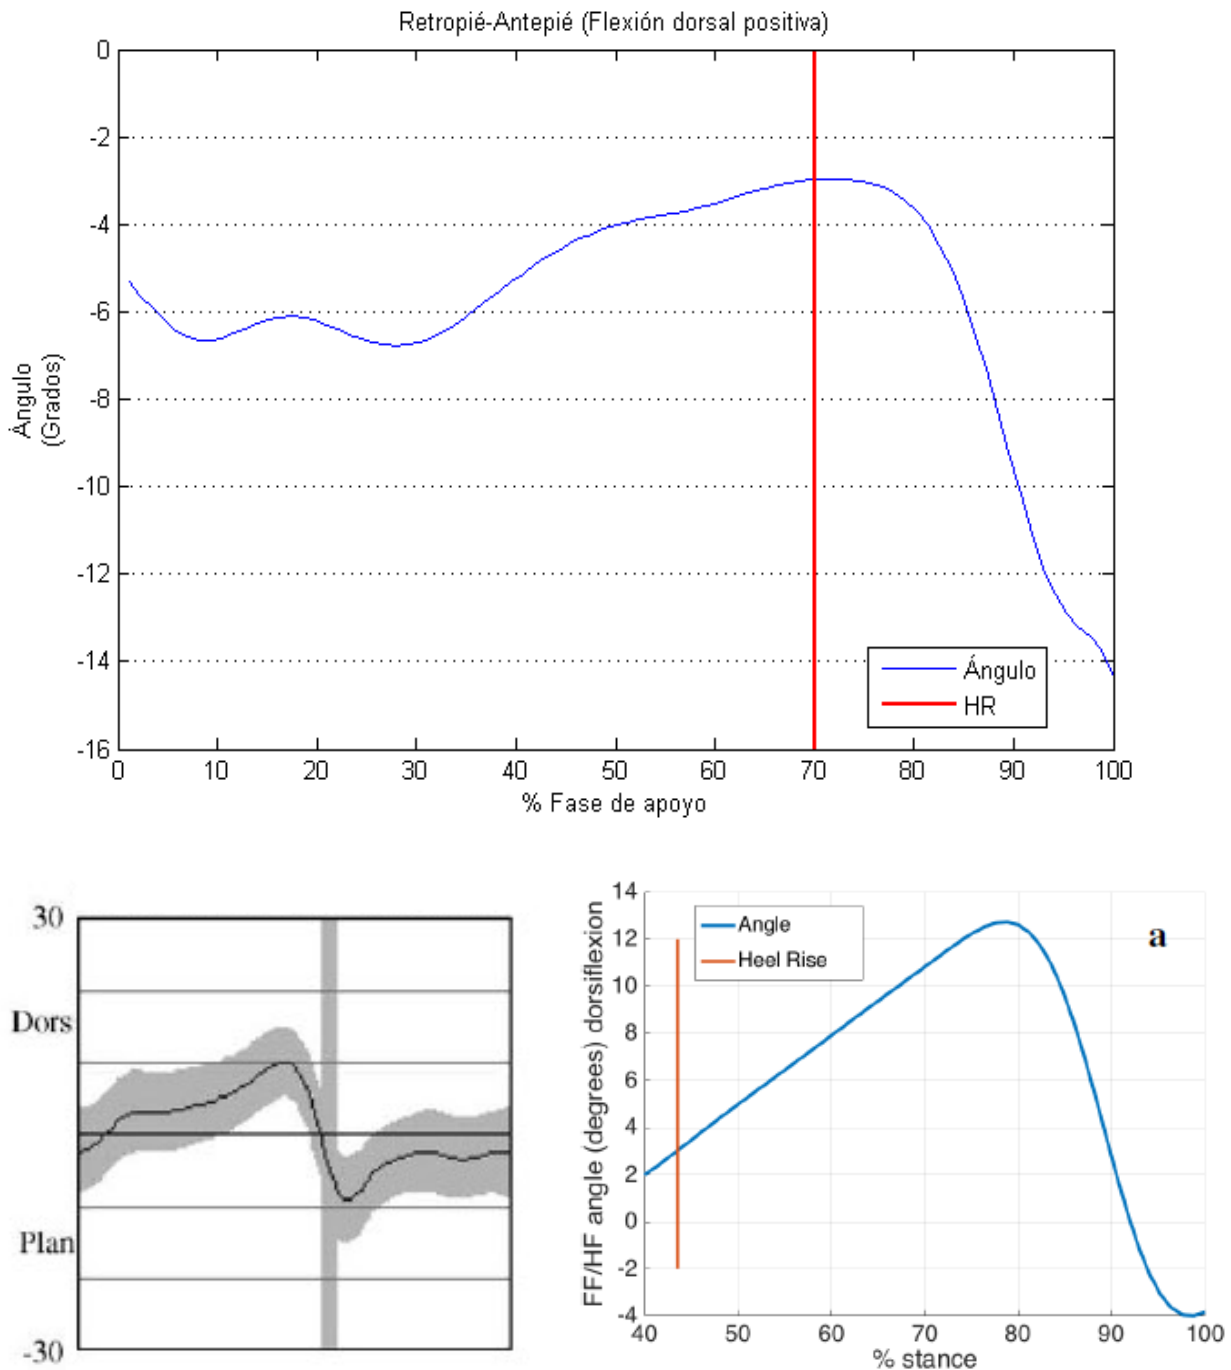 Retropié-Antepié (Flexión dorsal positiva)
0
-2
-4
-6
-8
-10
-12
-14
-16
Ángulo
(Grados)
Ángulo
HR
0 10 20 30 40 50 60 70 80 90 100
% Fase de apoyo
30
Dors
Plan
-30
14
12
10
8
6
4
2
0
-2
-4
FF/HF angle (degrees) dorsiflexion
Angle
Heel Rise
a
40 50 60 70 80 90 100
% stance